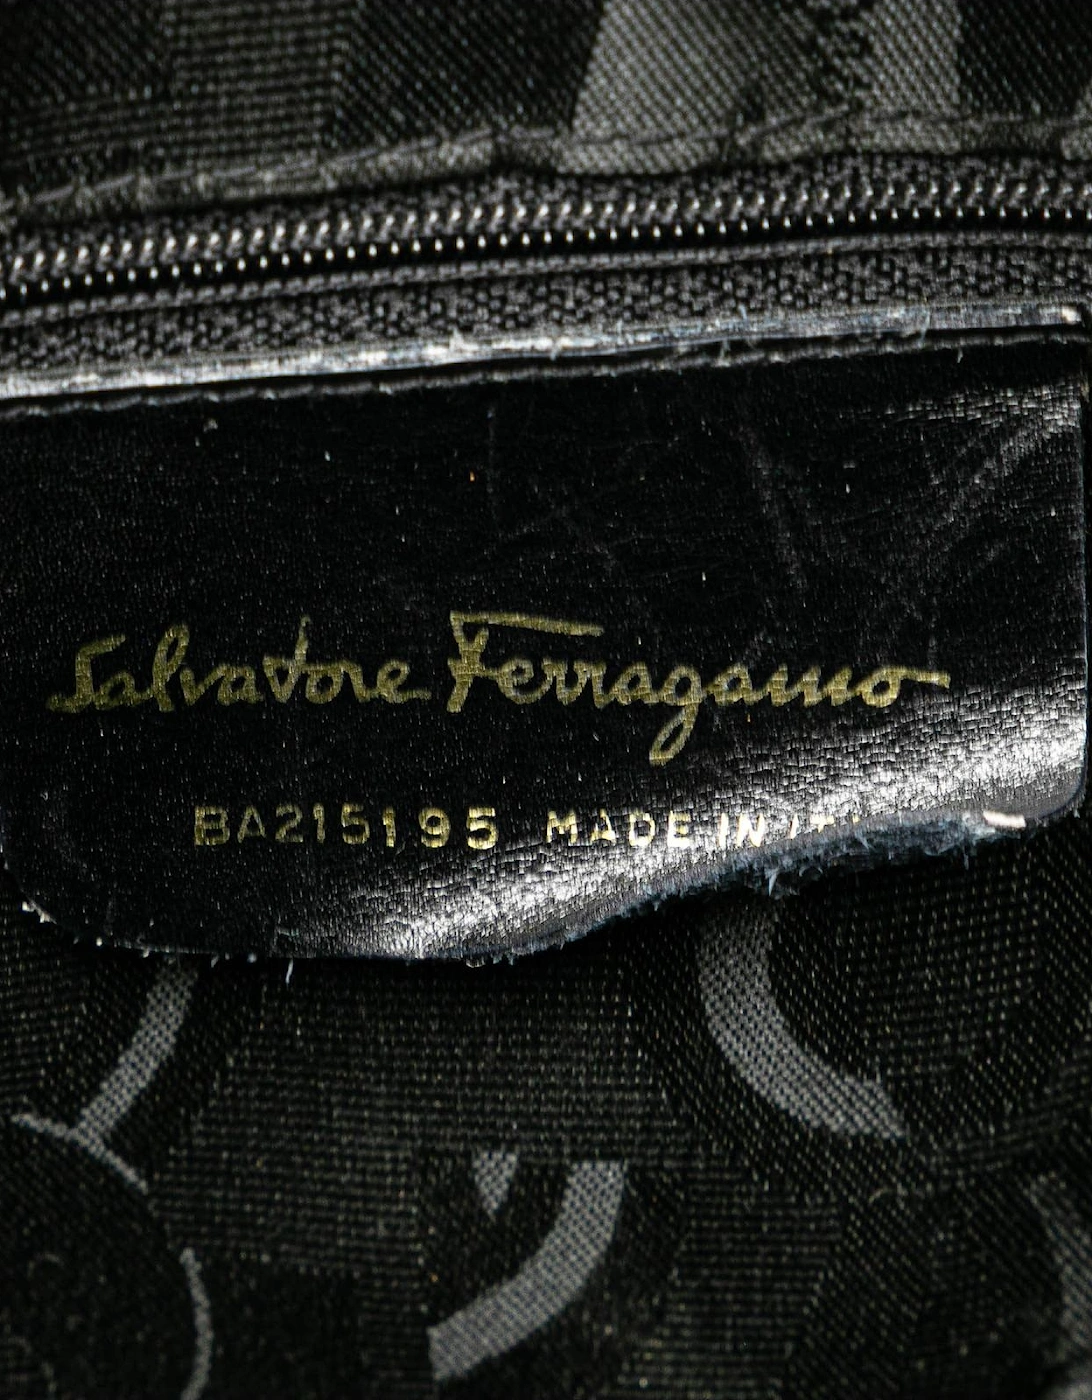 Salvatore Ferragamo
BA215195 MADE IN